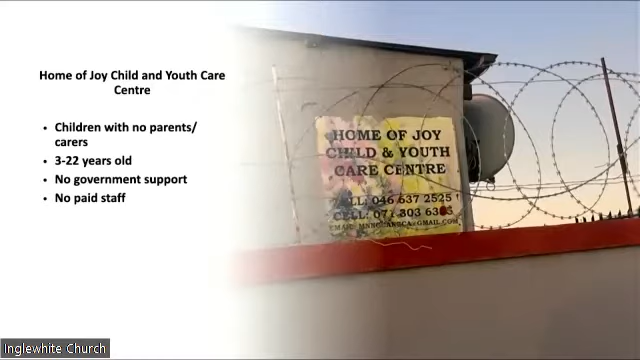 Home of Joy Child and Youth Care
Centre
• Children with no parents/
carers
• 3-22 years old
• No government support
• No paid staff
HOME OF JOY
CHILD & YOUTH
CARE CENTRE
CALL: 046 637 2525
CELL: 071 303
EMAIL:
Inglewhite Church